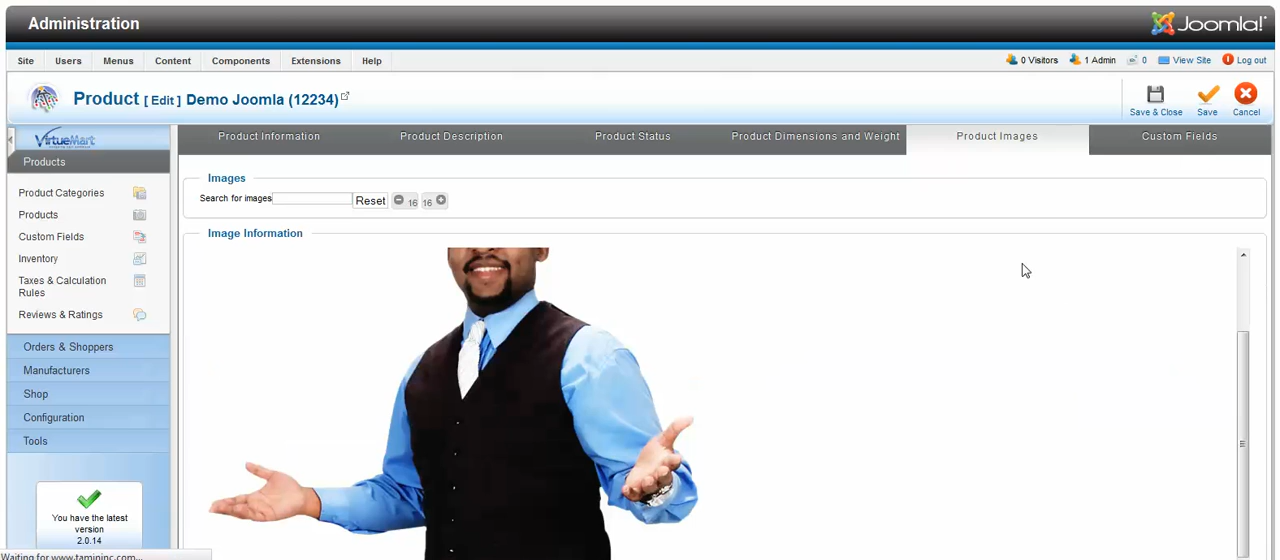 Administration
Joomla!
Site Users Menus Content Components Extensions Help
0 Visitors 1 Admin 0 View Site Log out
Product [ Edit ] Demo Joomla (12234)
Save & Close Save Cancel
VirtueMart
Product Information Product Description Product Status Product Dimensions and Weight Product Images Custom Fields
Products
Product Categories
Products
Custom Fields
Inventory
Taxes & Calculation
Rules
Reviews & Ratings
Orders & Shoppers
Manufacturers
Shop
Configuration
Tools
You have the latest
version
2.0.14
Images
Search for images Reset 16 16
Image Information
Waiting for www.tamininc.com...